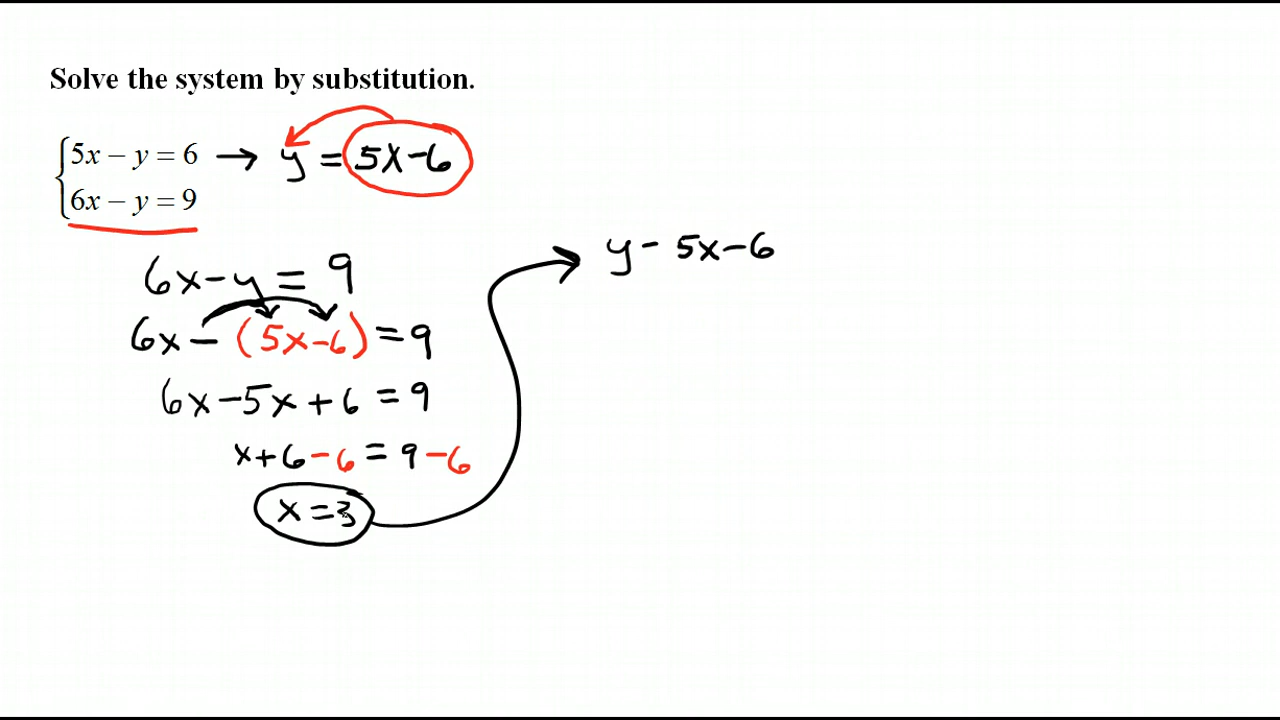 Solve the system by substitution.
5x − y = 6 → y = 5x-6
6x − y = 9
6x-y = 9
6x-(5x-6) = 9
6x-5x+6 = 9
x+6-6 = 9-6
x=3
y - 5x-6